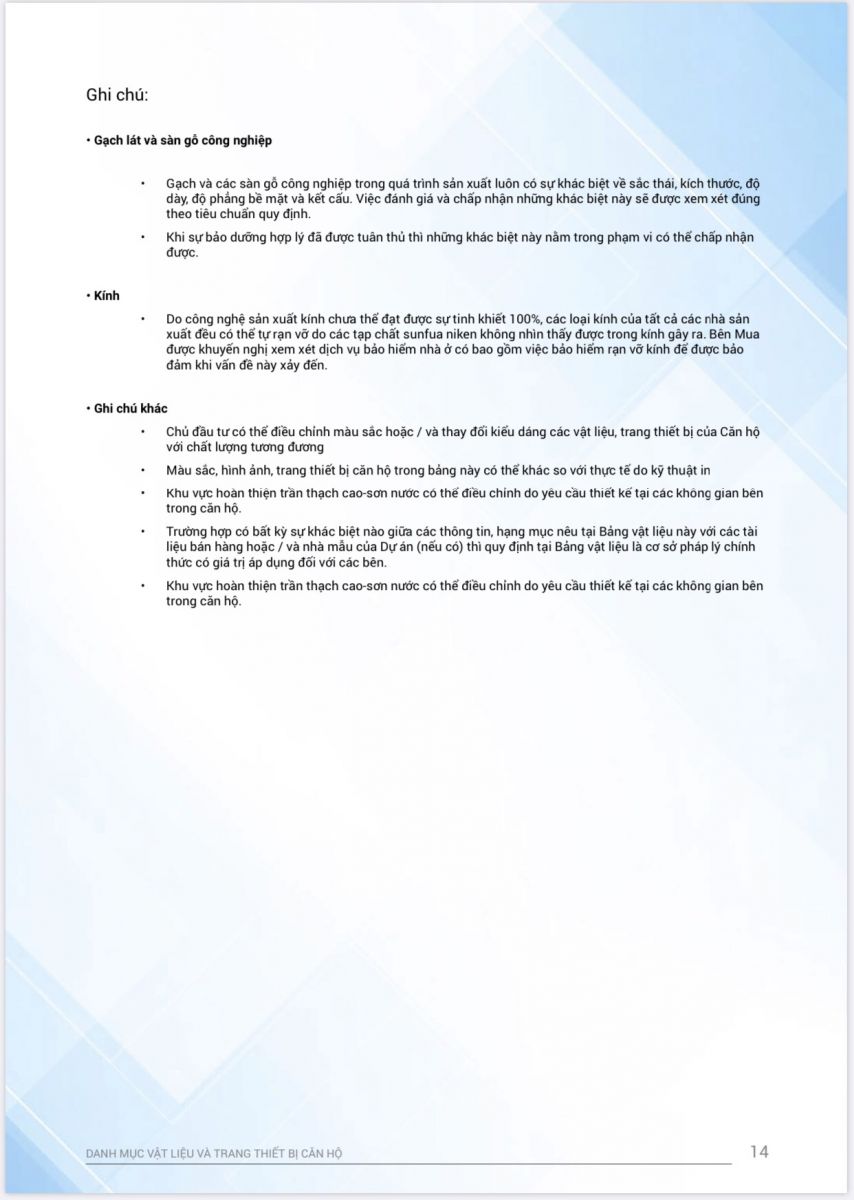 Ghi chú:
• Gạch lát và sàn gỗ công nghiệp
• Gạch và các sàn gỗ công nghiệp trong quá trình sản xuất luôn có sự khác biệt về sắc thái, kích thước, độ
dày, độ phẳng bề mặt và kết cấu. Việc đánh giá và chấp nhận những khác biệt này sẽ được xem xét đúng
theo tiêu chuẩn quy định.
• Khi sự bảo dưỡng hợp lý đã được tuân thủ thì những khác biệt này nằm trong phạm vi có thể chấp nhận
được.
• Kính
• Do công nghệ sản xuất kính chưa thể đạt được sự tinh khiết 100%, các loại kính của tất cả các nhà sản
xuất đều có thể tự rạn vỡ do các tạp chất sunfua niken không nhìn thấy được trong kính gây ra. Bên Mua
được khuyến nghị xem xét dịch vụ bảo hiểm nhà ở có bao gồm việc bảo hiểm rạn vỡ kính để được bảo
đảm khi vấn đề này xảy đến.
• Ghi chú khác
• Chủ đầu tư có thể điều chỉnh màu sắc hoặc / và thay đổi kiểu dáng các vật liệu, trang thiết bị của Căn hộ
với chất lượng tương đương
• Màu sắc, hình ảnh, trang thiết bị căn hộ trong bảng này có thể khác so với thực tế do kỹ thuật in
• Khu vực hoàn thiện trần thạch cao-sơn nước có thể điều chỉnh do yêu cầu thiết kế tại các không gian bên
trong căn hộ.
• Trường hợp có bất kỳ sự khác biệt nào giữa các thông tin, hạng mục nêu tại Bảng vật liệu này với các tài
liệu bán hàng hoặc / và nhà mẫu của Dự án (nếu có) thì quy định tại Bảng vật liệu là cơ sở pháp lý chính
thức có giá trị áp dụng đối với các bên.
• Khu vực hoàn thiện trần thạch cao-sơn nước có thể điều chỉnh do yêu cầu thiết kế tại các không gian bên
trong căn hộ.
DANH MỤC VẬT LIỆU VÀ TRANG THIẾT BỊ CĂN HỘ
14